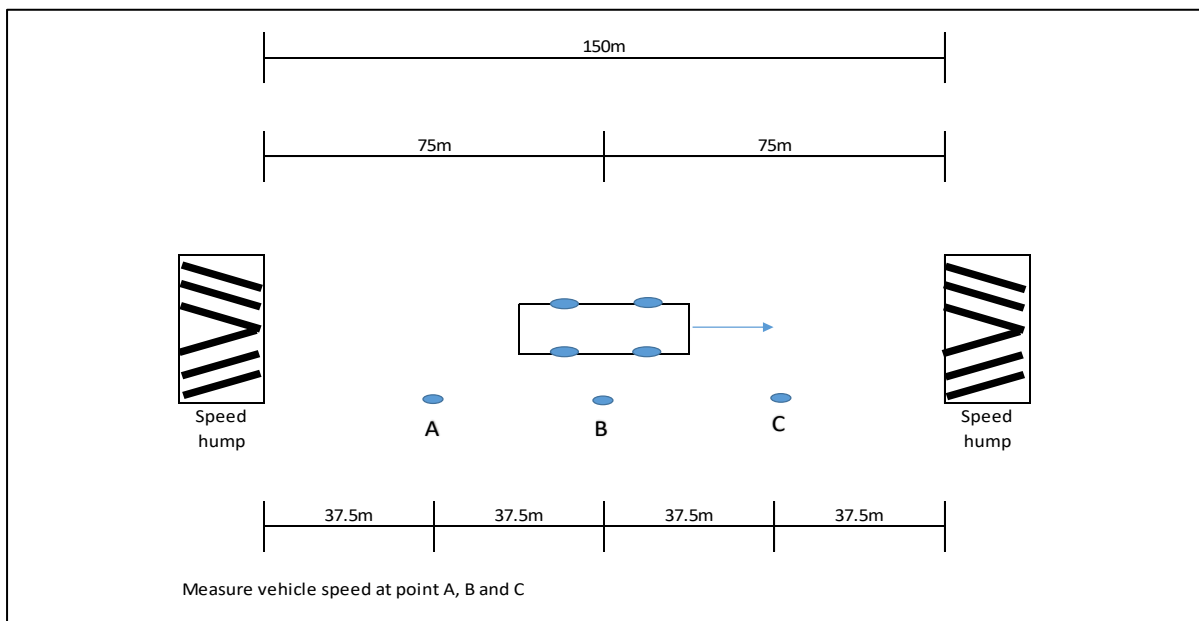 150m
75m
75m
Speed
hump
A
B
C
Speed
hump
37.5m
37.5m
37.5m
37.5m
Measure vehicle speed at point A, B and C